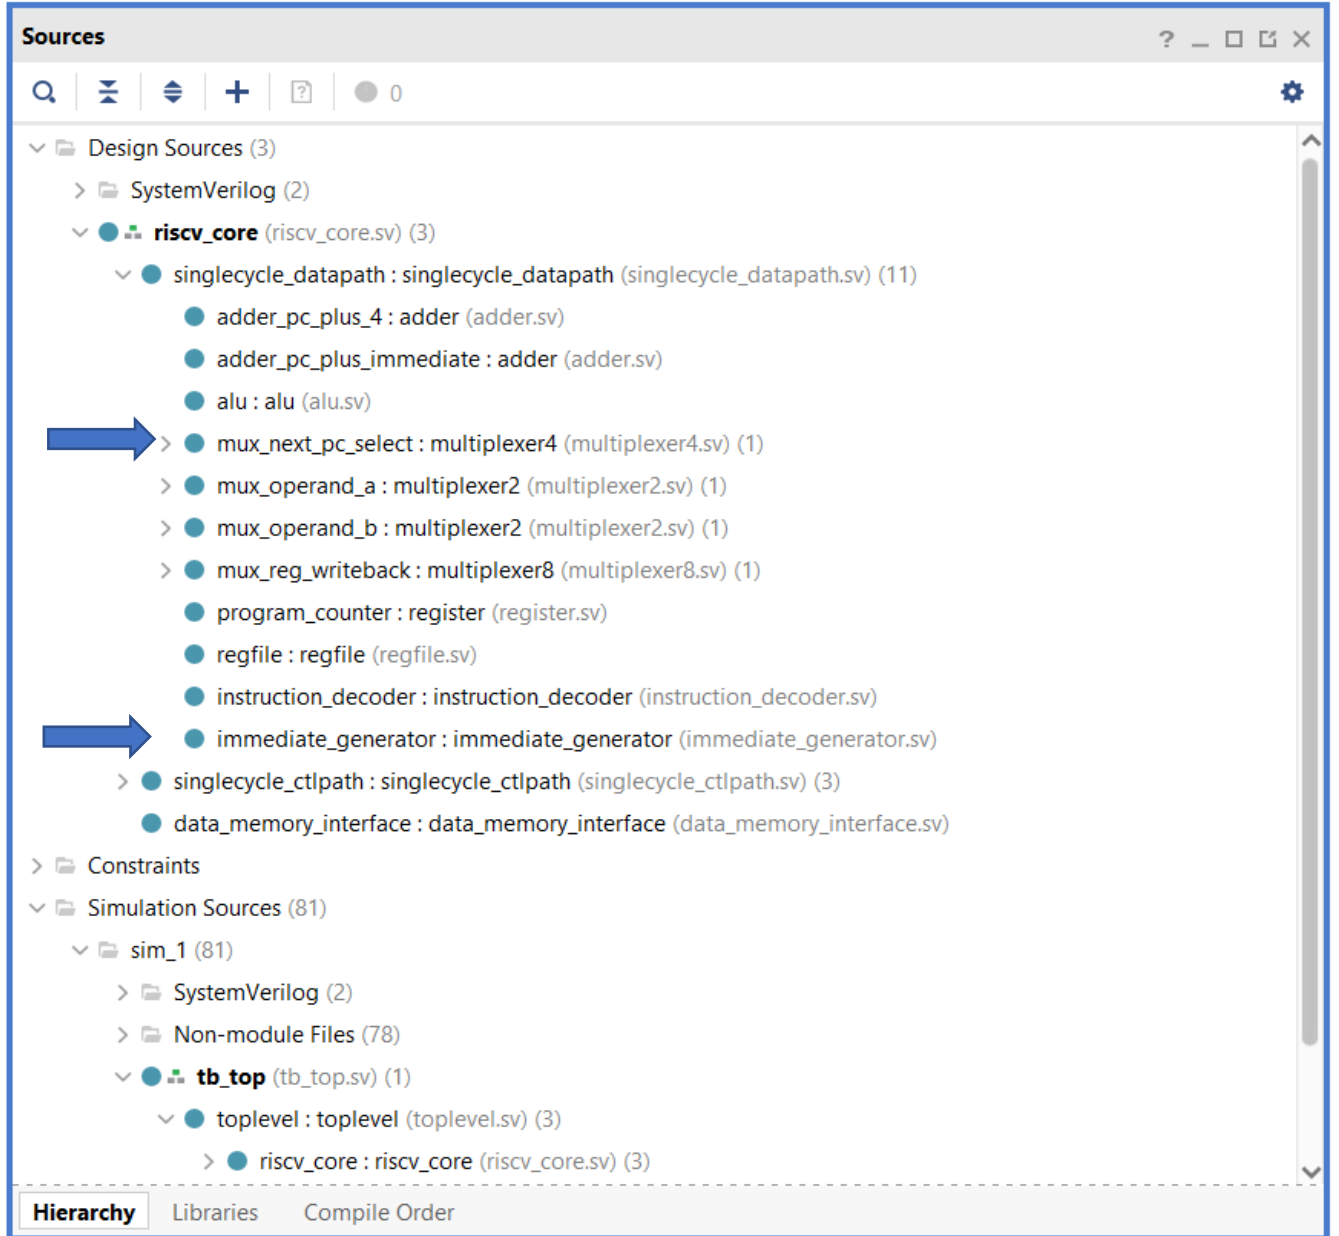 Sources
0
Design Sources (3)
SystemVerilog (2)
riscv_core (riscv_core.sv) (3)
singlecycle_datapath : singlecycle_datapath (singlecycle_datapath.sv) (11)
adder_pc_plus_4 : adder (adder.sv)
adder_pc_plus_immediate : adder (adder.sv)
alu : alu (alu.sv)
mux_next_pc_select : multiplexer4 (multiplexer4.sv) (1)
mux_operand_a : multiplexer2 (multiplexer2.sv) (1)
mux_operand_b : multiplexer2 (multiplexer2.sv) (1)
mux_reg_writeback : multiplexer8 (multiplexer8.sv) (1)
program_counter : register (register.sv)
regfile : regfile (regfile.sv)
instruction_decoder : instruction_decoder (instruction_decoder.sv)
immediate_generator : immediate_generator (immediate_generator.sv)
singlecycle_ctlpath : singlecycle_ctlpath (singlecycle_ctlpath.sv) (3)
data_memory_interface : data_memory_interface (data_memory_interface.sv)
Constraints
Simulation Sources (81)
sim_1 (81)
SystemVerilog (2)
Non-module Files (78)
tb_top (tb_top.sv) (1)
toplevel : toplevel (toplevel.sv) (3)
riscv_core : riscv_core (riscv_core.sv) (3)
Hierarchy Libraries Compile Order